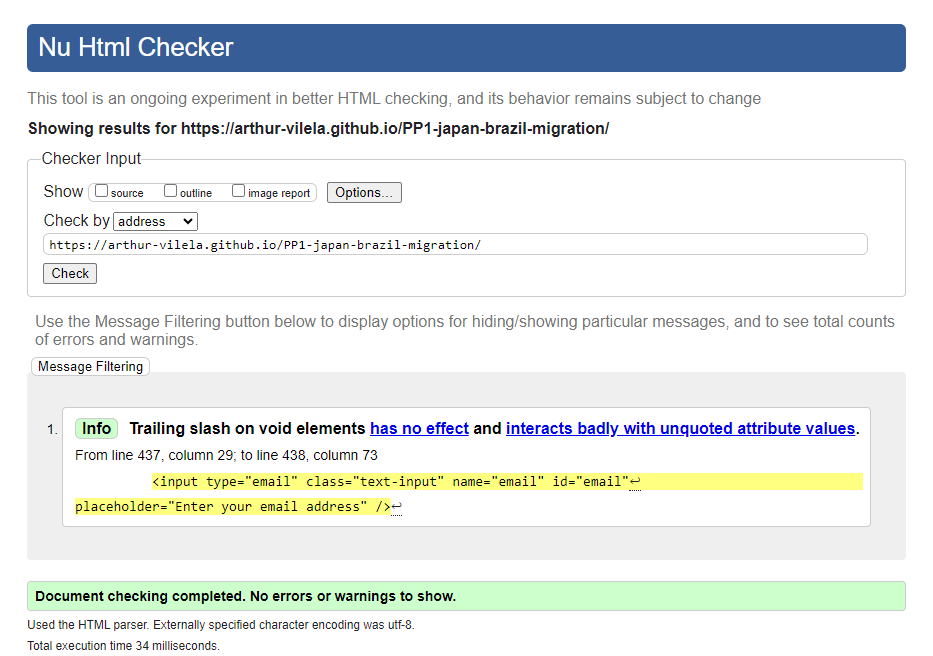 Nu Html Checker
This tool is an ongoing experiment in better HTML checking, and its behavior remains subject to change
Showing results for https://arthur-vilela.github.io/PP1-japan-brazil-migration/
Checker Input
Show source outline image report Options...
Check by address
https://arthur-vilela.github.io/PP1-japan-brazil-migration/
Check
Use the Message Filtering button below to display options for hiding/showing particular messages, and to see total counts
of errors and warnings.
Message Filtering
1. Info Trailing slash on void elements has no effect and interacts badly with unquoted attribute values.
From line 437, column 29; to line 438, column 73
<input type="email" class="text-input" name="email" id="email"↩
placeholder="Enter your email address" />↩
Document checking completed. No errors or warnings to show.
Used the HTML parser. Externally specified character encoding was utf-8.
Total execution time 34 milliseconds.